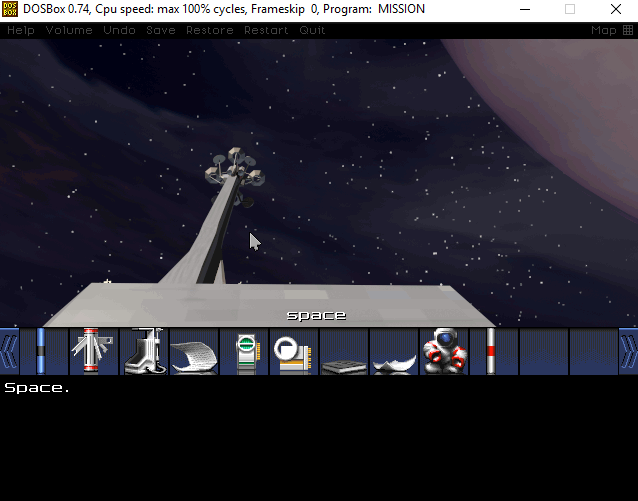 DOS
BOX
DOSBox 0.74, Cpu speed: max 100% cycles, Frameskip 0, Program: MISSION
Help Volume Undo Save Restore Restart Quit Map
space
Space.